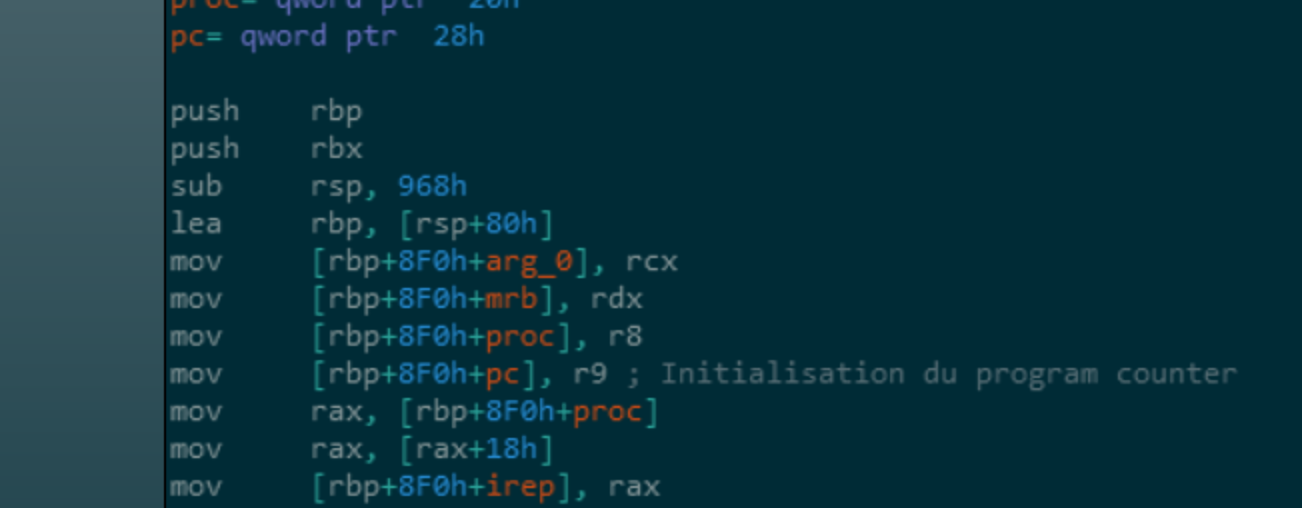 proc= qword ptr  20h
pc= qword ptr  28h
push    rbp
push    rbx
sub     rsp, 968h
lea     rbp, [rsp+80h]
mov     [rbp+8F0h+arg_0], rcx
mov     [rbp+8F0h+mrb], rdx
mov     [rbp+8F0h+proc], r8
mov     [rbp+8F0h+pc], r9 ; Initialisation du program counter
mov     rax, [rbp+8F0h+proc]
mov     rax, [rax+18h]
mov     [rbp+8F0h+irep], rax